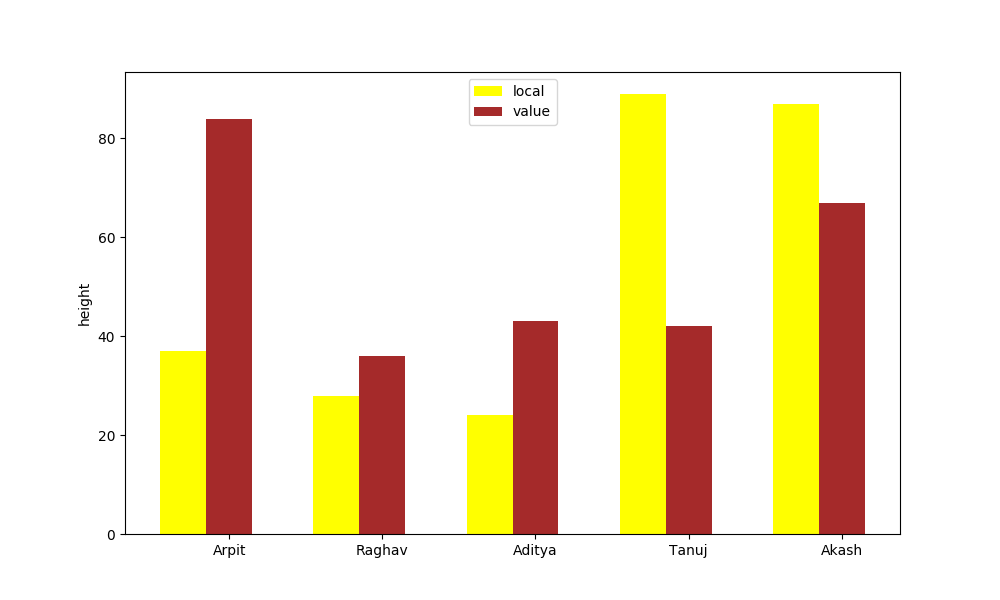 local
value
80
60
40
20
0
height
Arpit
Raghav
Aditya
Tanuj
Akash